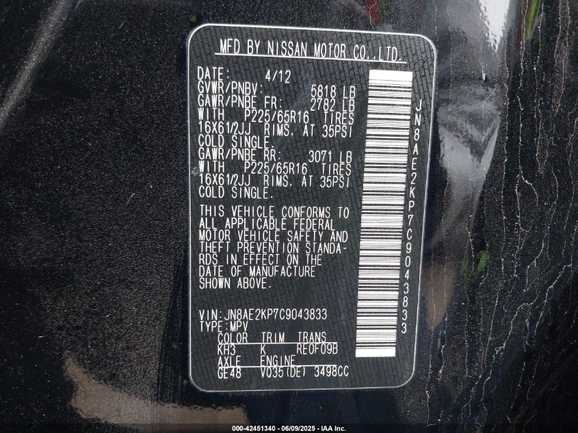 MFD BY NISSAN MOTOR CO.,LTD.
DATE: 4/12
GVWR/PNBV: 5818 LB
GAWR/PNBE FR: 2782 LB
WITH P225/65R16 TIRES
16X61/2JJ RIMS. AT 35PSI
COLD SINGLE.
GAWR/PNBE RR: 3071 LB
WITH P225/65R16 TIRES
16X61/2JJ RIMS. AT 35PSI
COLD SINGLE.
THIS VEHICLE CONFORMS TO
ALL APPLICABLE FEDERAL
MOTOR VEHICLE SAFETY AND
THEFT PREVENTION STANDA-
RDS IN EFFECT ON THE
DATE OF MANUFACTURE
SHOWN ABOVE.
VIN: JN8AE2KP7C9043833
TYPE: MPV
COLOR TRIM TRANS
KH3 K RE0F09B
AXLE ENGINE
GE48 VQ35(DE) 3498CC
JN8AE2KP7C9043833
000-42451340 - 06/09/2025 - IAA, Inc.